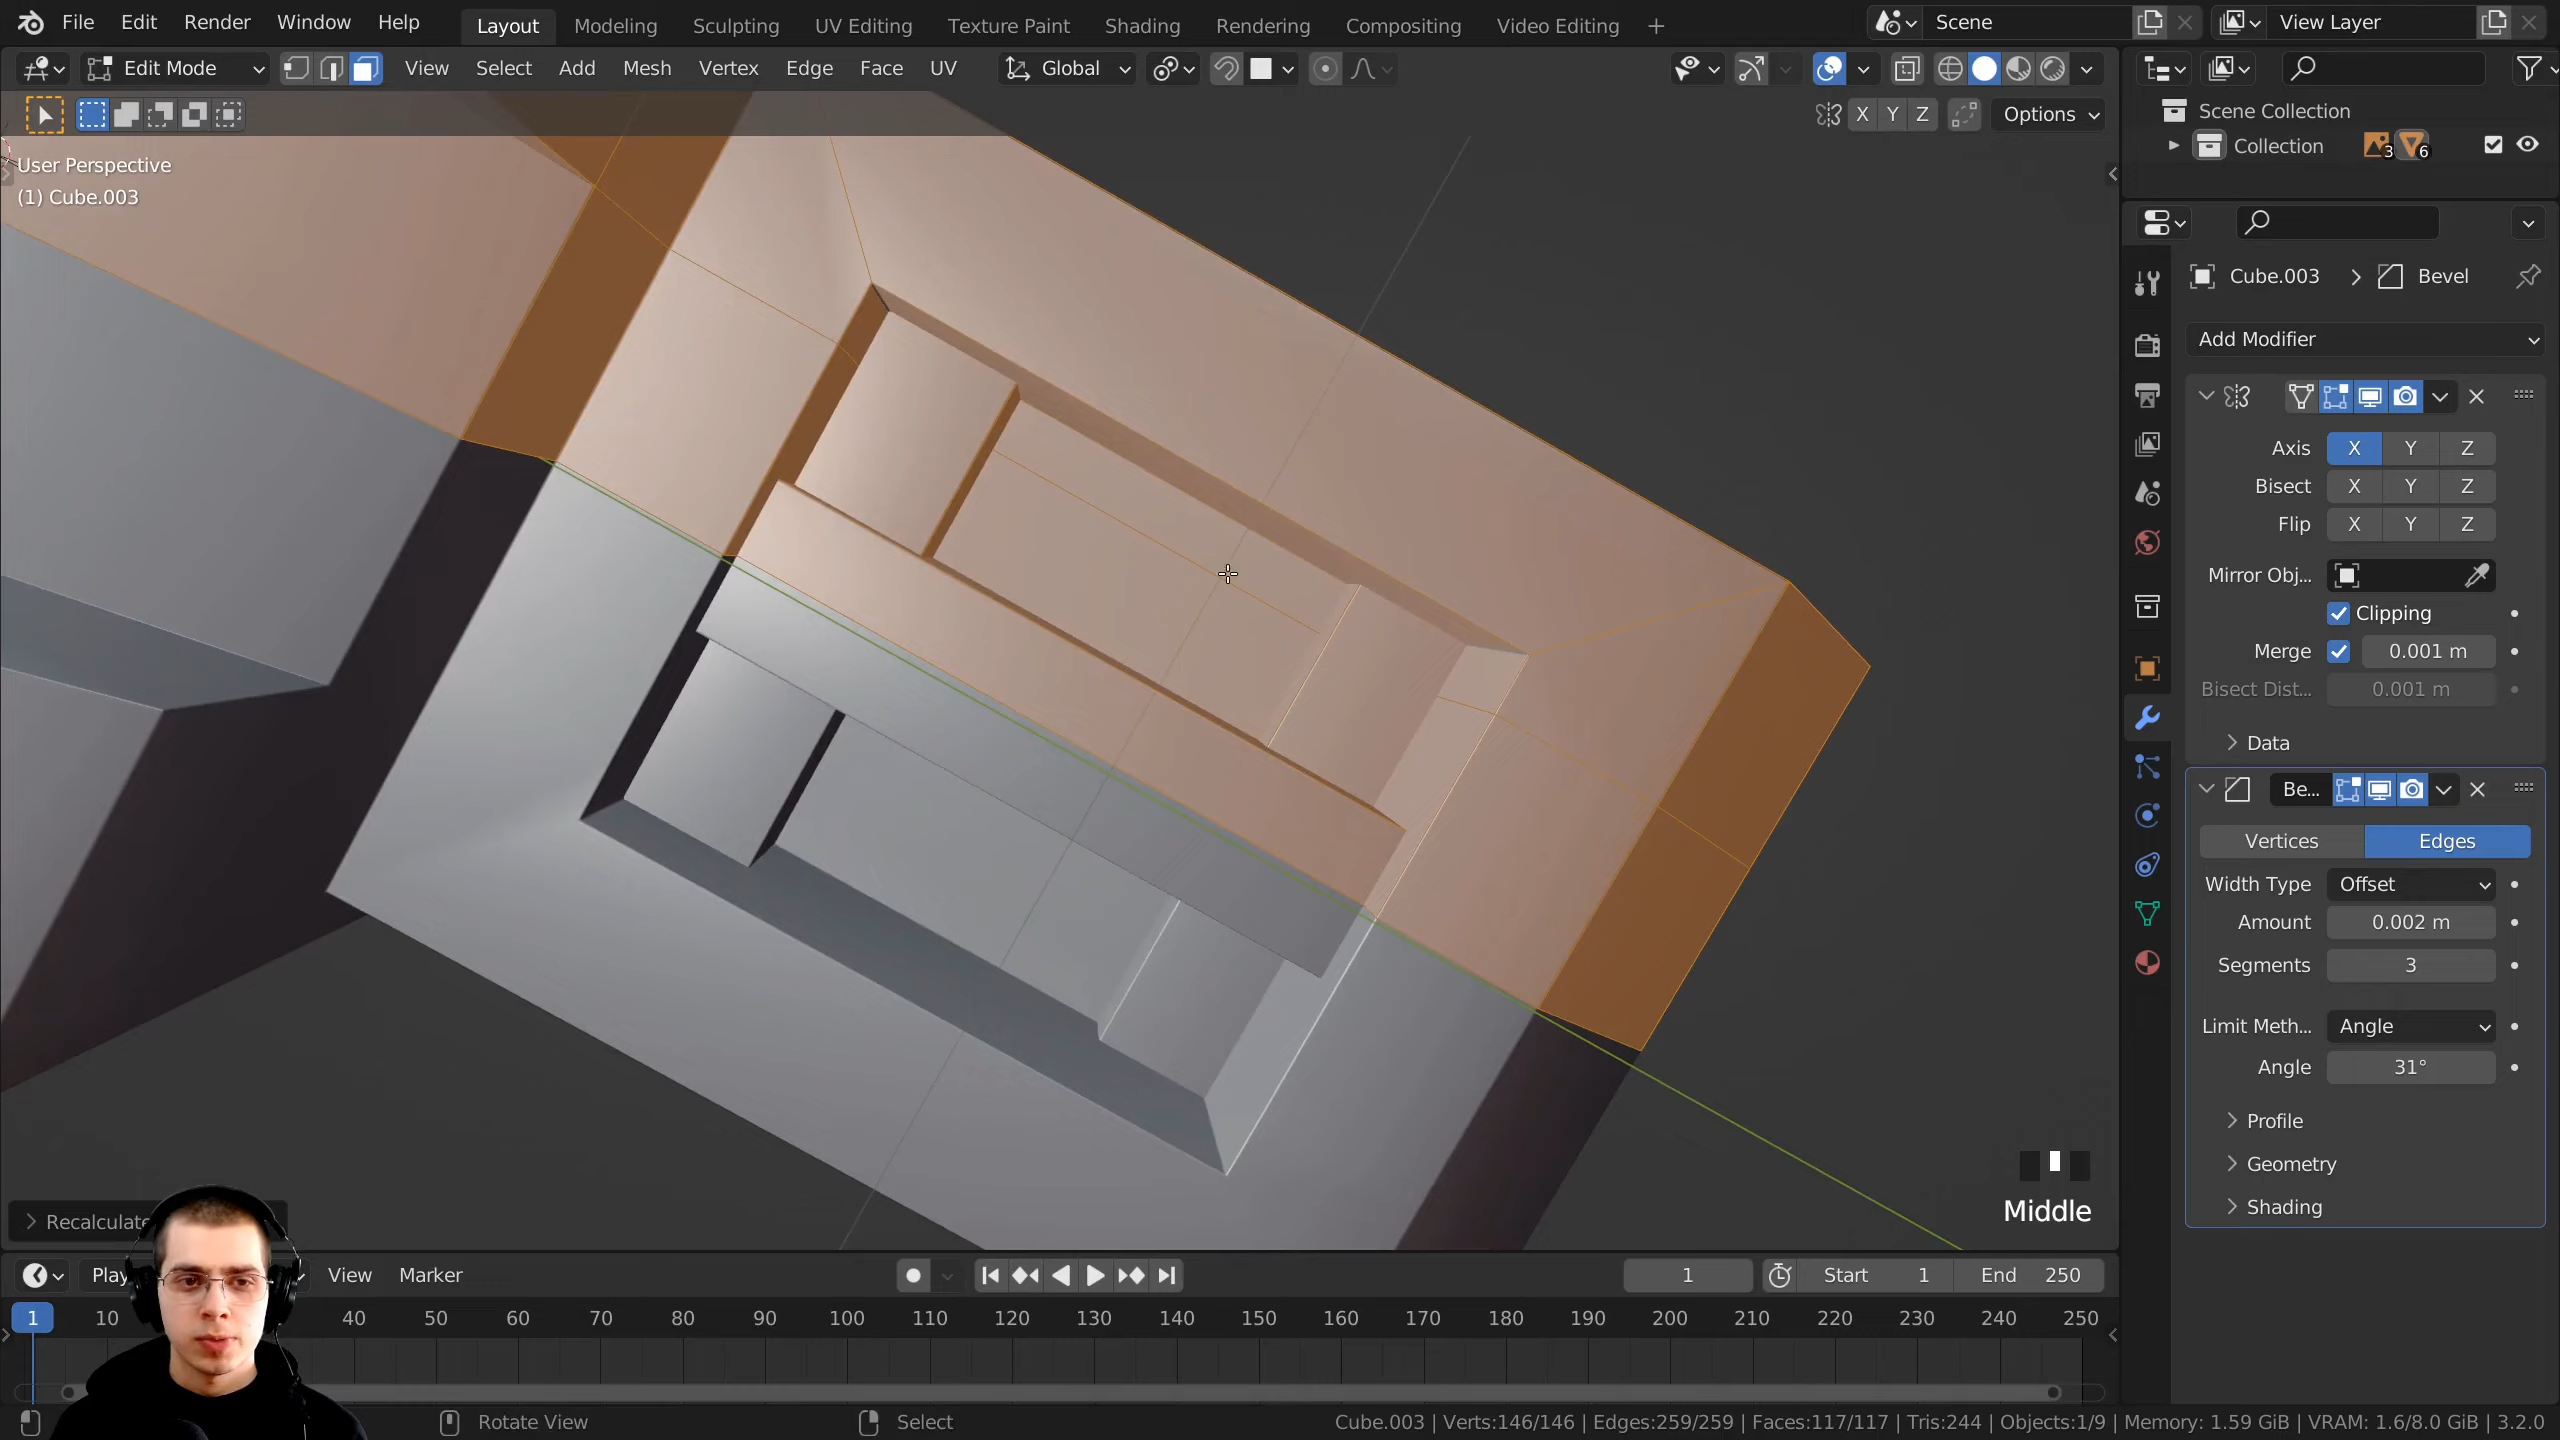 File Edit Render Window Help Layout Modeling Sculpting UV Editing Texture Paint Shading Rendering Compositing Video Editing + Scene View Layer
Edit Mode View Select Add Mesh Vertex Edge Face UV Global
X Y Z Options
User Perspective
(1) Cube.003
Scene Collection
Collection 3 6
Cube.003 > Bevel
Add Modifier
Axis X Y Z
Bisect X Y Z
Flip X Y Z
Mirror Obj...
Clipping
Merge 0.001 m
Bisect Dist... 0.001 m
Data
Be...
Vertices Edges
Width Type Offset
Amount 0.002 m
Segments 3
Limit Meth... Angle
Angle 31°
Profile
Geometry
Shading
Middle
Recalculate
Play View Marker 1 Start 1 End 250
1 10 40 50 60 70 80 90 100 110 120 130 140 150 160 170 180 190 200 210 220 230 240 250
Rotate View Select Cube.003 | Verts:146/146 | Edges:259/259 | Faces:117/117 | Tris:244 | Objects:1/9 | Memory: 1.59 GiB | VRAM: 1.6/8.0 GiB | 3.2.0